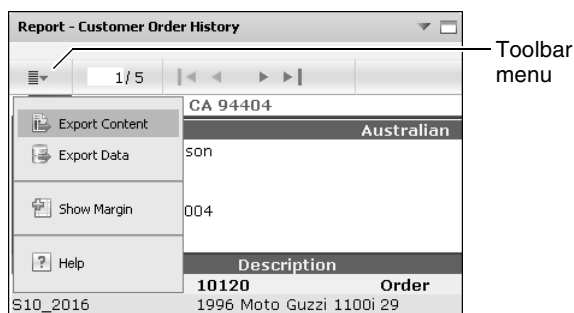 Report - Customer Order History
Toolbar
menu
1/ 5
CA 94404
Export Content
Australian
Export Data
son
Show Margin
004
Help
Description
10120 Order
S10_2016 1996 Moto Guzzi 1100i 29